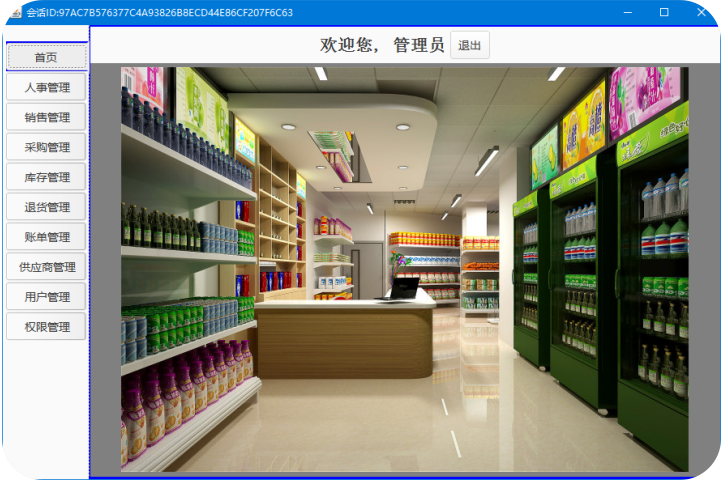 会话ID:97AC7B576377C4A93826B8ECD44E86CF207F6C63
欢迎您，管理员 退出
首页
人事管理
销售管理
采购管理
库存管理
退货管理
账单管理
供应商管理
用户管理
权限管理